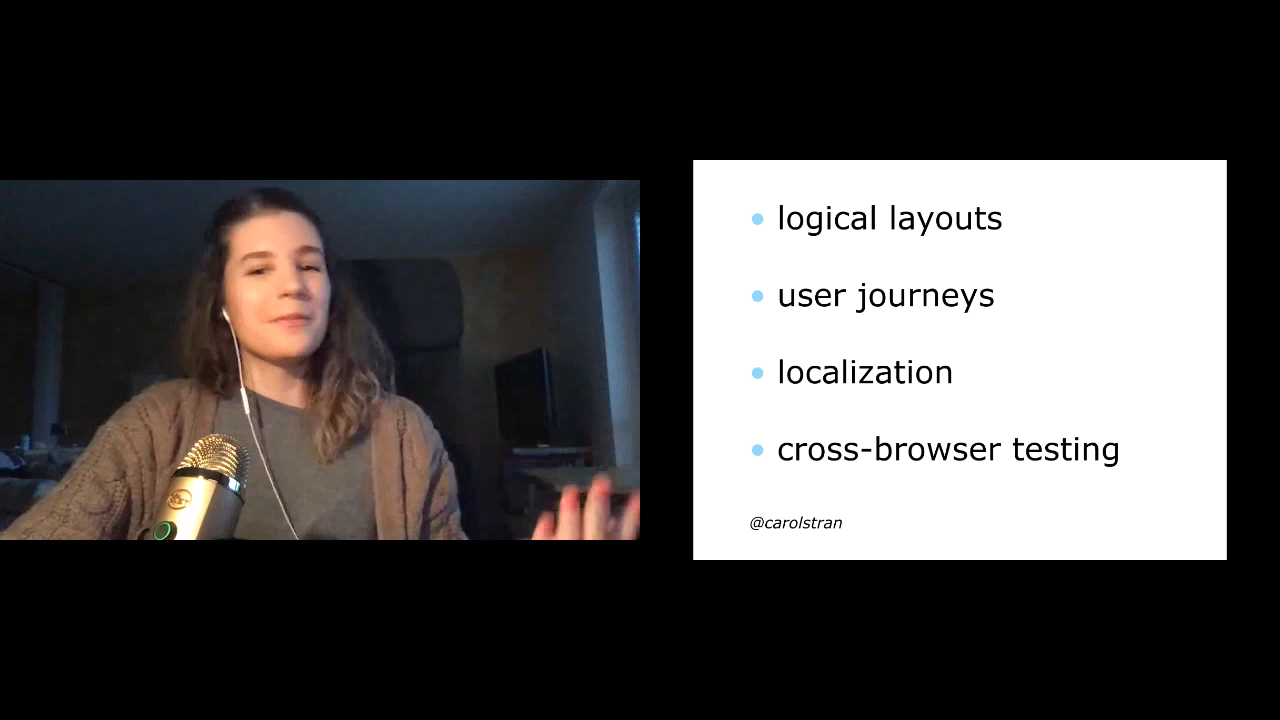 logical layouts
user journeys
localization
cross-browser testing
@carolstran